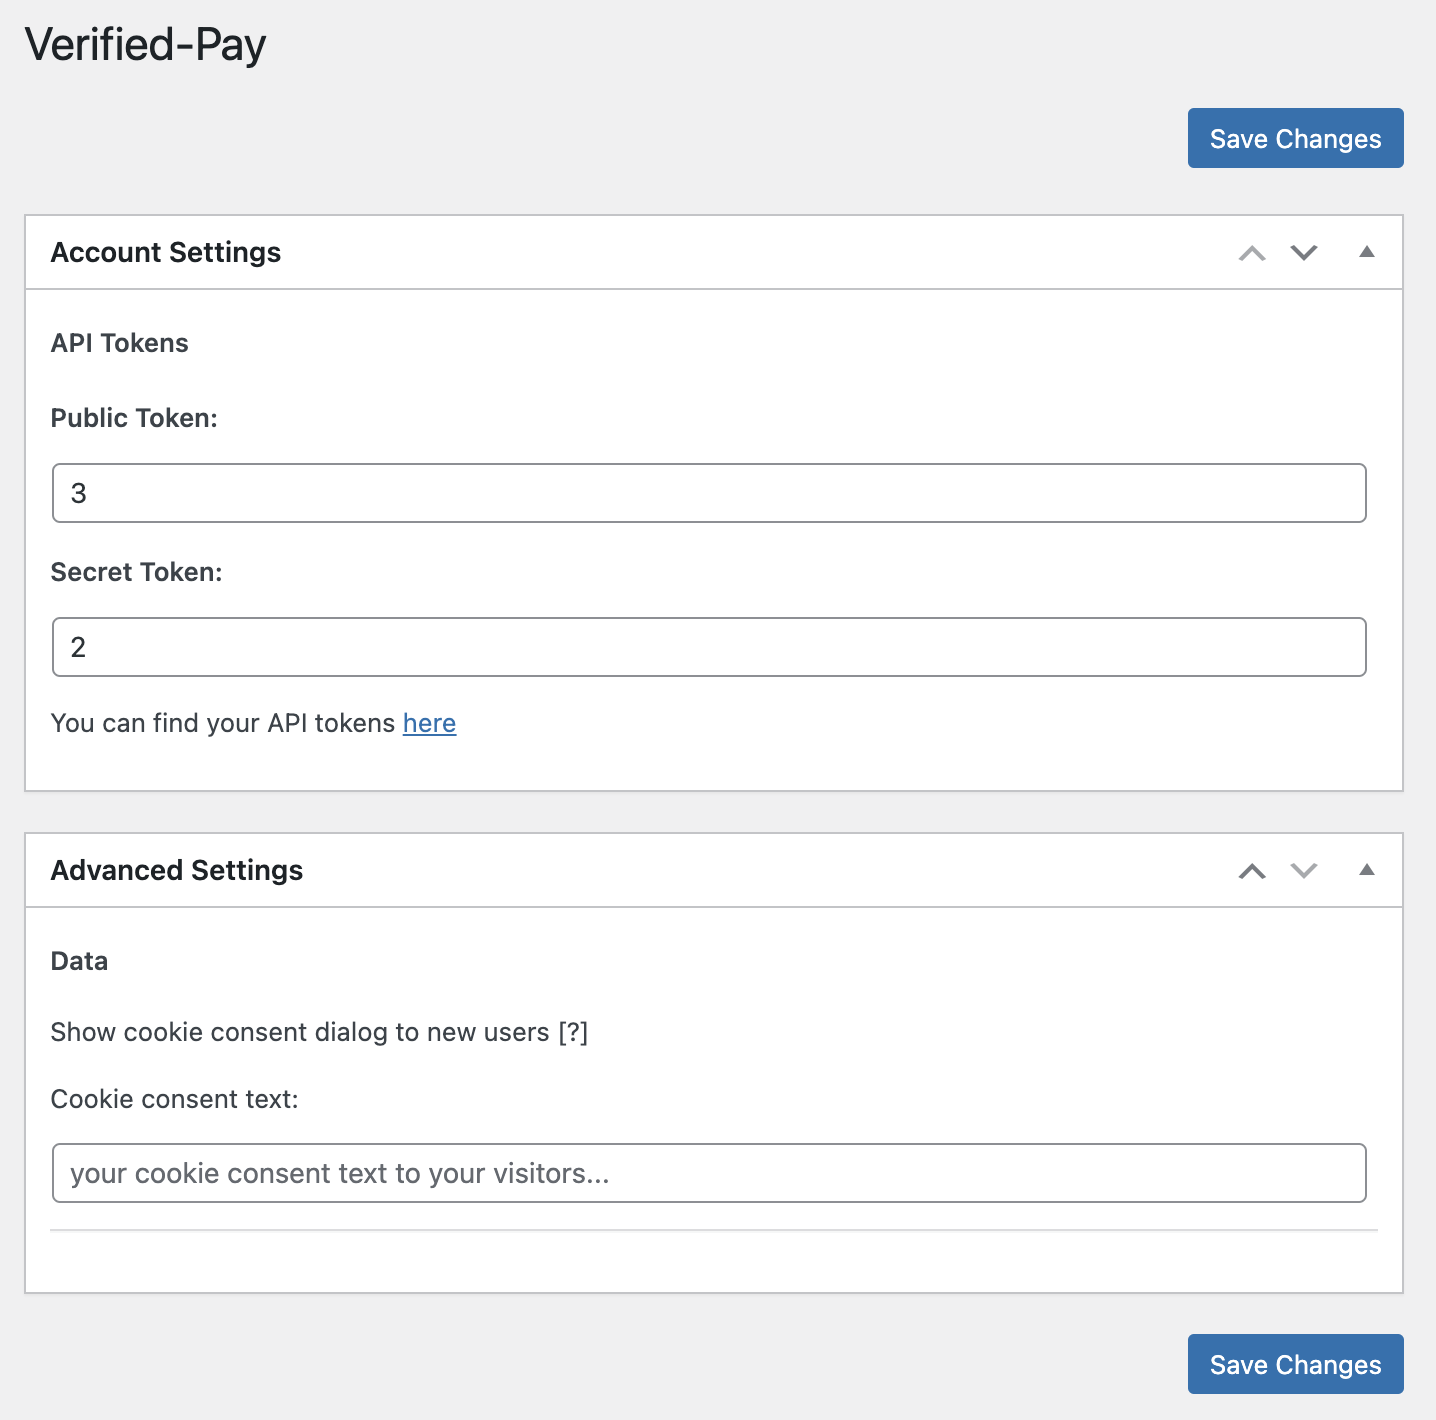 Verified-Pay
Save Changes
Account Settings
API Tokens
Public Token:
3
Secret Token:
2
You can find your API tokens here
Advanced Settings
Data
Show cookie consent dialog to new users [?]
Cookie consent text:
your cookie consent text to your visitors...
Save Changes